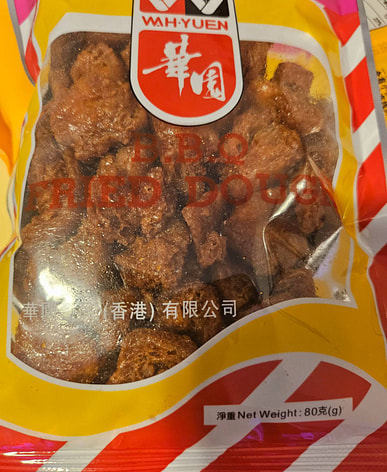 WAH·YUEN
華園
B.B.Q
FRIED DOUGH
(香港) 有限公司
淨重 Net Weight : 80克(g)